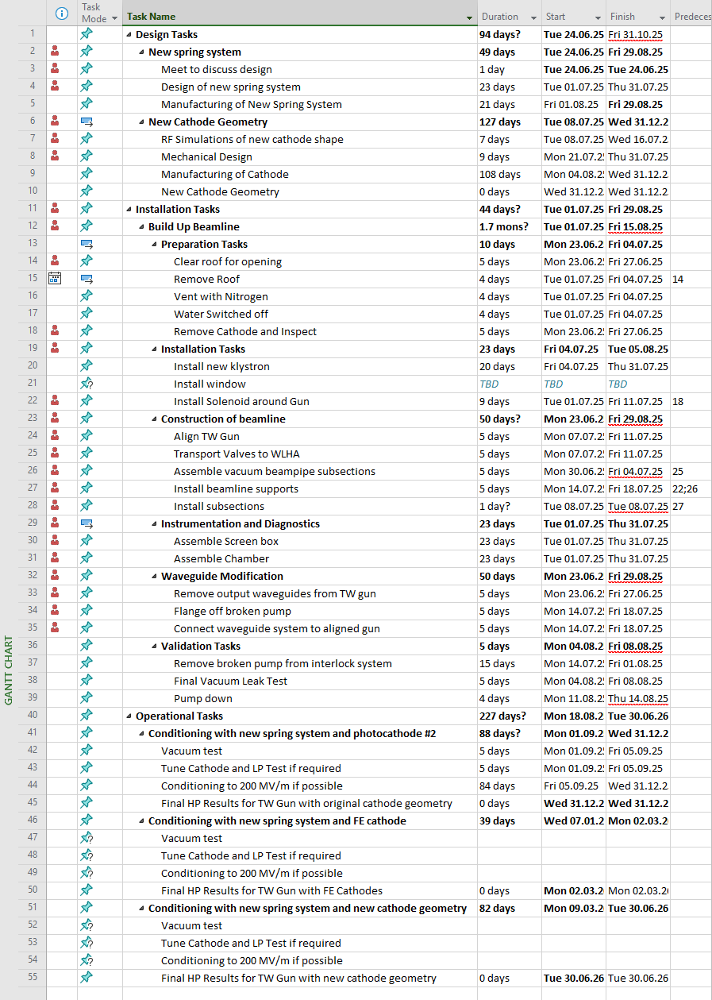 Task Mode Task Name Duration Start Finish Predeces
1 Design Tasks 94 days? Tue 24.06.25 Fri 31.10.25
2 New spring system 49 days Tue 24.06.25 Fri 29.08.25
3 Meet to discuss design 1 day Tue 24.06.25 Tue 24.06.25
4 Design of new spring system 23 days Tue 01.07.25 Thu 31.07.25
5 Manufacturing of New Spring System 21 days Fri 01.08.25 Fri 29.08.25
6 New Cathode Geometry 127 days Tue 08.07.25 Wed 31.12.2
7 RF Simulations of new cathode shape 7 days Tue 08.07.25 Wed 16.07.2
8 Mechanical Design 9 days Mon 21.07.2 Thu 31.07.25
9 Manufacturing of Cathode 108 days Mon 04.08.2 Wed 31.12.2
10 New Cathode Geometry 0 days Wed 31.12.2 Wed 31.12.2
11 Installation Tasks 44 days? Tue 01.07.25 Fri 29.08.25
12 Build Up Beamline 1.7 mons? Tue 01.07.25 Fri 15.08.25
13 Preparation Tasks 10 days Mon 23.06.2 Fri 04.07.25
14 Clear roof for opening 5 days Mon 23.06.2 Fri 27.06.25
15 Remove Roof 4 days Tue 01.07.25 Fri 04.07.25 14
16 Vent with Nitrogen 4 days Tue 01.07.25 Fri 04.07.25
17 Water Switched off 4 days Tue 01.07.25 Fri 04.07.25
18 Remove Cathode and Inspect 5 days Mon 23.06.2 Fri 27.06.25
19 Installation Tasks 23 days Fri 04.07.25 Tue 05.08.25
20 Install new klystron 20 days Fri 04.07.25 Thu 31.07.25
21 Install window TBD TBD TBD
22 Install Solenoid around Gun 9 days Tue 01.07.25 Fri 11.07.25 18
23 Construction of beamline 50 days? Mon 23.06.2 Fri 29.08.25
24 Align TW Gun 5 days Mon 07.07.2 Fri 11.07.25
25 Transport Valves to WLHA 5 days Mon 07.07.2 Fri 11.07.25
26 Assemble vacuum beampipe subsections 5 days Mon 30.06.2 Fri 04.07.25 25
27 Install beamline supports 5 days Mon 14.07.2 Fri 18.07.25 22;26
28 Install subsections 1 day? Tue 08.07.25 Tue 08.07.25 27
29 Instrumentation and Diagnostics 23 days Tue 01.07.25 Thu 31.07.25
30 Assemble Screen box 23 days Tue 01.07.25 Thu 31.07.25
31 Assemble Chamber 23 days Tue 01.07.25 Thu 31.07.25
32 Waveguide Modification 50 days Mon 23.06.2 Fri 29.08.25
33 Remove output waveguides from TW gun 5 days Mon 23.06.2 Fri 27.06.25
34 Flange off broken pump 5 days Mon 14.07.2 Fri 18.07.25
35 Connect waveguide system to aligned gun 5 days Mon 14.07.2 Fri 18.07.25
36 Validation Tasks 5 days Mon 04.08.2 Fri 08.08.25
37 Remove broken pump from interlock system 15 days Mon 14.07.2 Fri 01.08.25
38 Final Vacuum Leak Test 5 days Mon 04.08.2 Fri 08.08.25
39 Pump down 4 days Mon 11.08.2 Thu 14.08.25
40 Operational Tasks 227 days? Mon 18.08.2 Tue 30.06.26
41 Conditioning with new spring system and photocathode #2 88 days? Mon 01.09.2 Wed 31.12.2
42 Vacuum test 5 days Mon 01.09.2 Fri 05.09.25
43 Tune Cathode and LP Test if required 5 days Mon 01.09.2 Fri 05.09.25
44 Conditioning to 200 MV/m if possible 84 days Fri 05.09.25 Wed 31.12.2
45 Final HP Results for TW Gun with original cathode geometry 0 days Wed 31.12.2 Wed 31.12.2
46 Conditioning with new spring system and FE cathode 39 days Wed 07.01.2 Mon 02.03.2
47 Vacuum test
48 Tune Cathode and LP Test if required
49 Conditioning to 200 MV/m if possible
50 Final HP Results for TW Gun with FE Cathodes 0 days Mon 02.03.2 Mon 02.03.2
51 Conditioning with new spring system and new cathode geometry 82 days Mon 09.03.2 Tue 30.06.26
52 Vacuum test
53 Tune Cathode and LP Test if required
54 Conditioning to 200 MV/m if possible
55 Final HP Results for TW Gun with new cathode geometry 0 days Tue 30.06.26 Tue 30.06.26
GANTT CHART